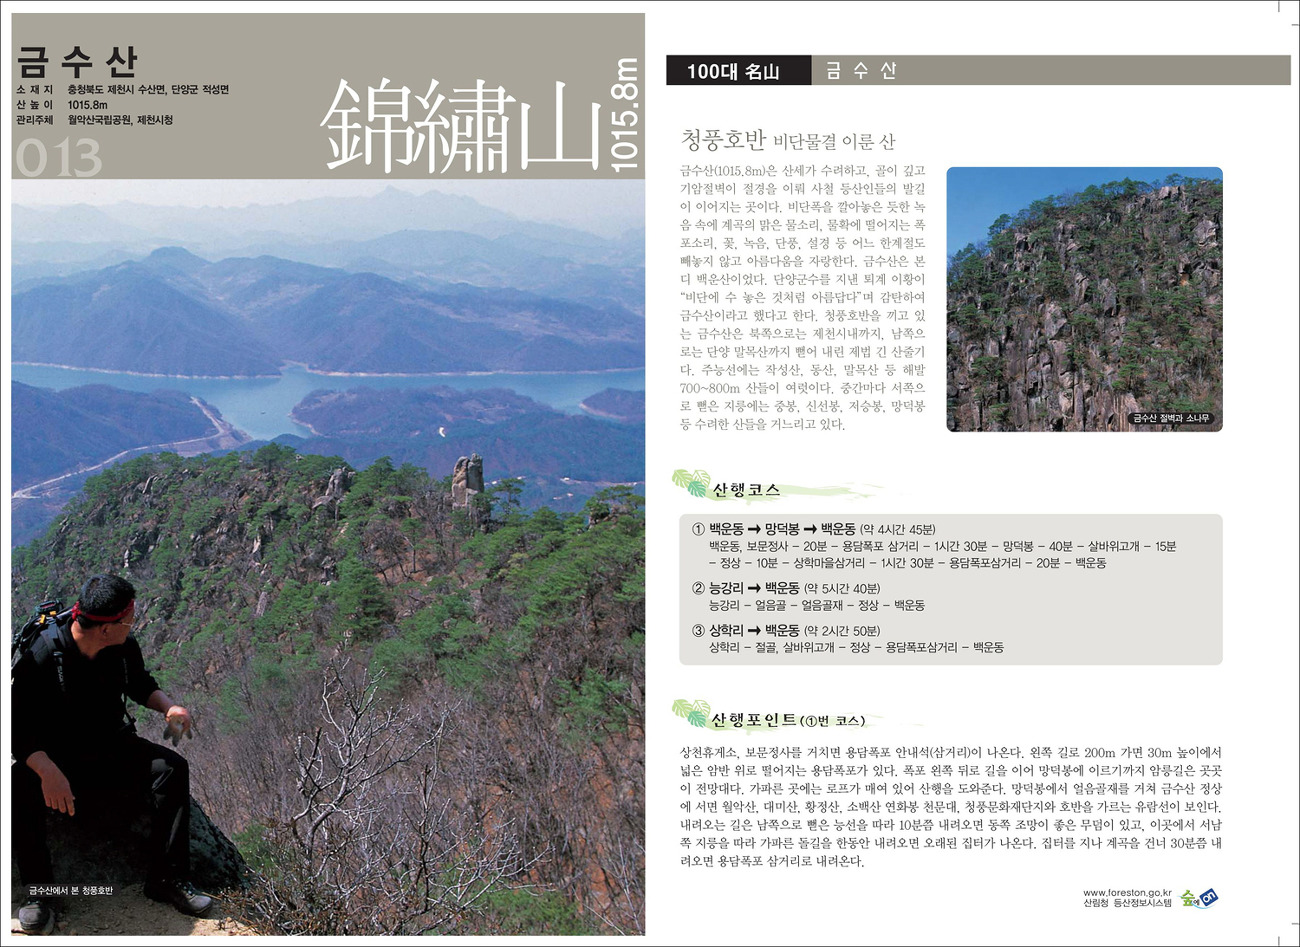 금수산
소 재 지 충청북도 제천시 수산면, 단양군 적성면
산 높 이 1015.8m
관리주체 월악산국립공원, 제천시청
013
錦繡山
1015.8m
금수산에서 본 청풍호반
100대 名山 금 수 산
청풍호반 비단물결 이룬 산
금수산(1015.8m)은 산세가 수려하고, 골이 깊고
기암절벽이 절경을 이뤄 사철 등산인들의 발길
이 이어지는 곳이다. 비단폭을 깔아놓은 듯한 녹
음 속에 계곡의 맑은 물소리, 물확에 떨어지는 폭
포소리, 꽃, 녹음, 단풍, 설경 등 어느 한계절도
빼놓지 않고 아름다움을 자랑한다. 금수산은 본
디 백운산이었다. 단양군수를 지낸 퇴계 이황이
“비단에 수 놓은 것처럼 아름답다”며 감탄하여
금수산이라고 했다고 한다. 청풍호반을 끼고 있
는 금수산은 북쪽으로는 제천시내까지, 남쪽으
로는 단양 말목산까지 뻗어 내린 제법 긴 산줄기
다. 주능선에는 작성산, 동산, 말목산 등 해발
700~800m 산들이 여럿이다. 중간마다 서쪽으
로 뻗은 지릉에는 중봉, 신선봉, 저승봉, 망덕봉
등 수려한 산들을 거느리고 있다.
금수산 절벽과 소나무
산행코스
① 백운동 ➞ 망덕봉 ➞ 백운동 (약 4시간 45분)
백운동, 보문정사 – 20분 – 용담폭포 삼거리 – 1시간 30분 – 망덕봉 – 40분 – 살바위고개 – 15분
– 정상 – 10분 – 상학마을삼거리 – 1시간 30분 – 용담폭포삼거리 – 20분 – 백운동
② 능강리 ➞ 백운동 (약 5시간 40분)
능강리 – 얼음골 – 얼음골재 – 정상 – 백운동
③ 상학리 ➞ 백운동 (약 2시간 50분)
상학리 – 절골, 살바위고개 – 정상 – 용담폭포삼거리 – 백운동
산행포인트(①번 코스)
상천휴게소, 보문정사를 거치면 용담폭포 안내석(삼거리)이 나온다. 왼쪽 길로 200m 가면 30m 높이에서
넓은 암반 위로 떨어지는 용담폭포가 있다. 폭포 왼쪽 뒤로 길을 이어 망덕봉에 이르기까지 암릉길은 곳곳
이 전망대다. 가파른 곳에는 로프가 매여 있어 산행을 도와준다. 망덕봉에서 얼음골재를 거쳐 금수산 정상
에 서면 월악산, 대미산, 황정산, 소백산 연화봉 천문대, 청풍문화재단지와 호반을 가르는 유람선이 보인다.
내려오는 길은 남쪽으로 뻗은 능선을 따라 10분쯤 내려오면 동쪽 조망이 좋은 무덤이 있고, 이곳에서 서남
쪽 지릉을 따라 가파른 돌길을 한동안 내려오면 오래된 집터가 나온다. 집터를 지나 계곡을 건너 30분쯤 내
려오면 용담폭포 삼거리로 내려온다.
www.foreston.go.kr
산림청 등산정보시스템
숲에on